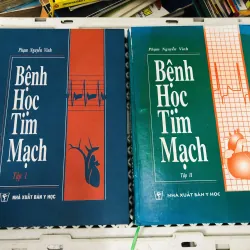 Phạm Nguyễn Vinh
Bệnh
Học
Tim
Mạch
Tập I
NHÀ XUẤT BẢN Y HỌC
Phạm Nguyễn Vinh
Bệnh
Học
Tim
Mạch
Tập II
NHÀ XUẤT BẢN Y HỌC